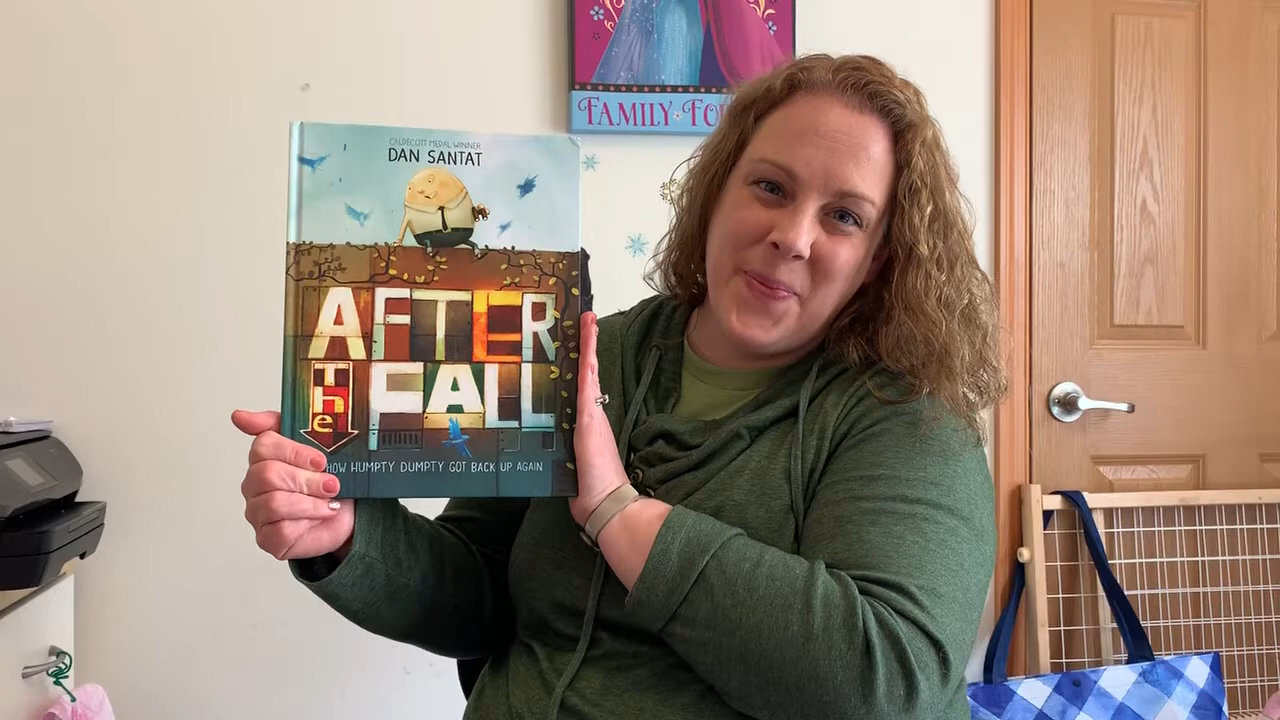 FAMILY FO
CALDECOTT MEDAL WINNER
DAN SANTAT
AFTER
The FALL
HOW HUMPTY DUMPTY GOT BACK UP AGAIN